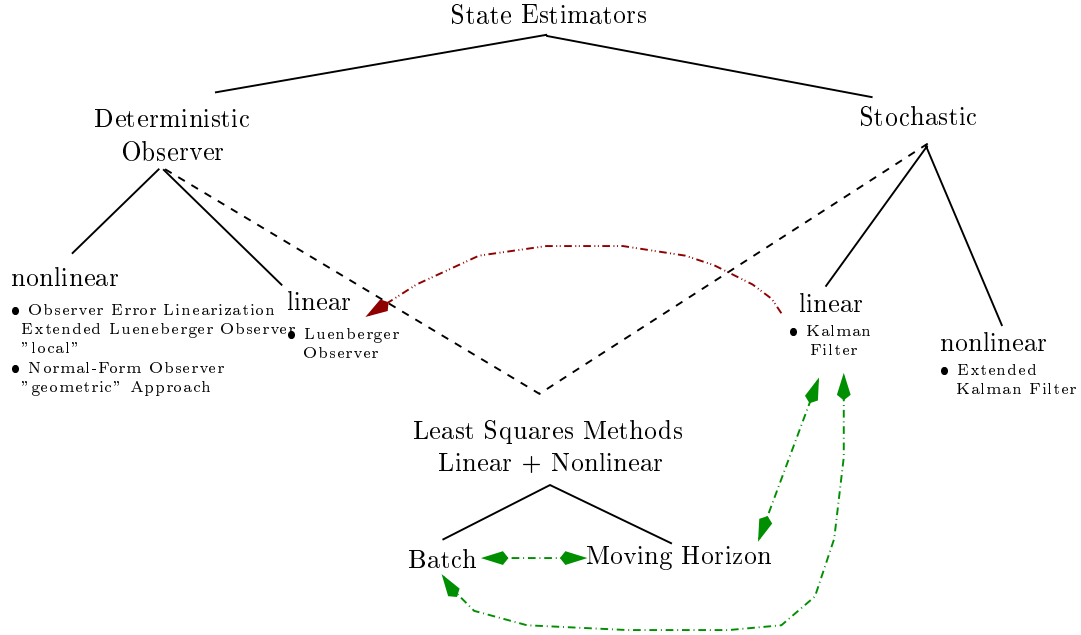 State Estimators
Deterministic
Observer
Stochastic
nonlinear
• Observer Error Linearization
Extended Lueneberger Observer
"local"
• Normal-Form Observer
"geometric" Approach
linear
• Luenberger
Observer
linear
• Kalman
Filter
nonlinear
• Extended
Kalman Filter
Least Squares Methods
Linear + Nonlinear
Batch
Moving Horizon